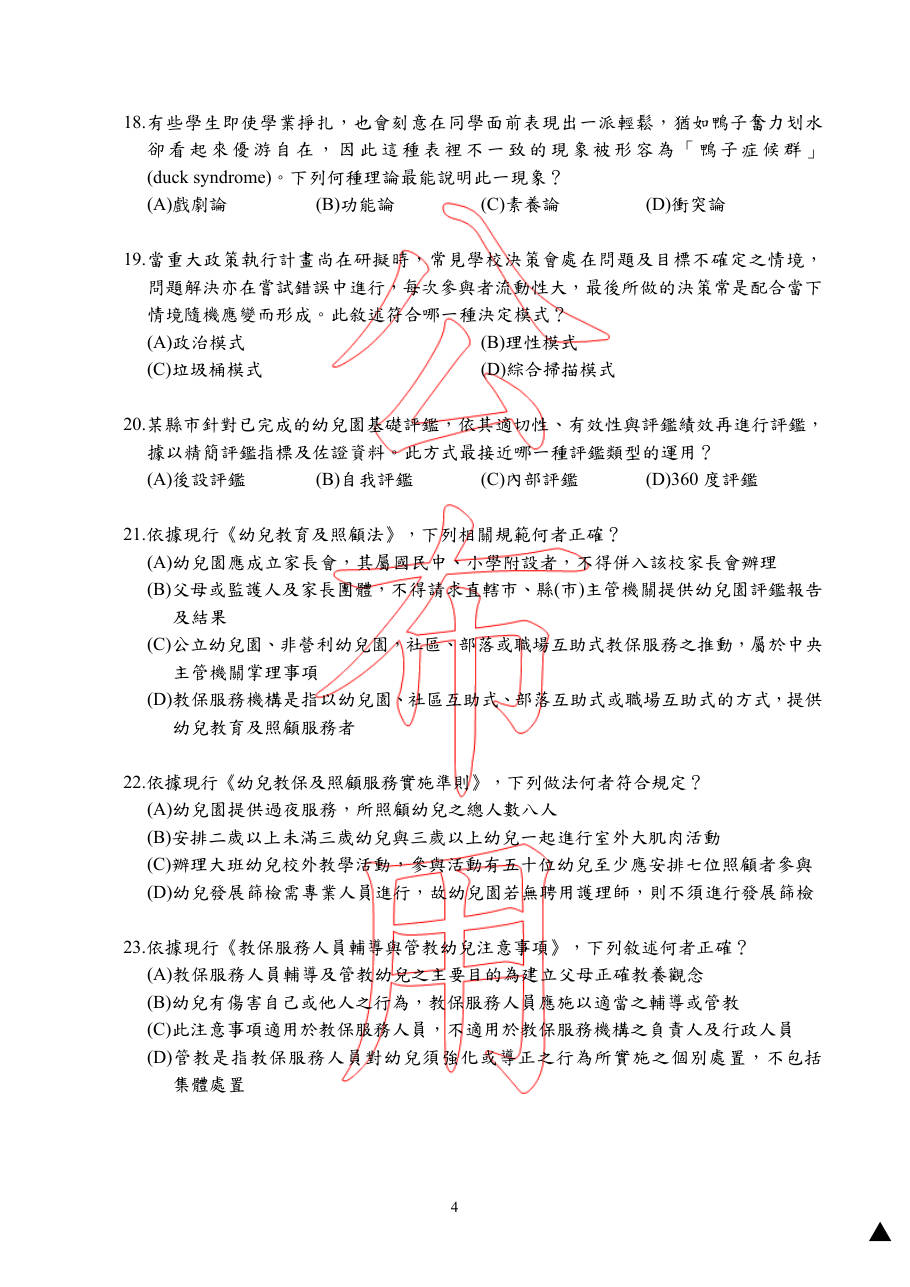 18.有些學生即使學業掙扎，也會刻意在同學面前表現出一派輕鬆，猶如鴨子奮力划水
卻看起來優游自在，因此這種表裡不一致的現象被形容為「鴨子症候群」
(duck syndrome)。下列何種理論最能說明此一現象？
(A)戲劇論 (B)功能論 (C)素養論 (D)衝突論
19.當重大政策執行計畫尚在研擬時，常見學校決策會處在問題及目標不確定之情境，
問題解決亦在嘗試錯誤中進行，每次參與者流動性大，最後所做的決策常是配合當下
情境隨機應變而形成。此敘述符合哪一種決定模式？
(A)政治模式 (B)理性模式
(C)垃圾桶模式 (D)綜合掃描模式
20.某縣市針對已完成的幼兒園基礎評鑑，依其適切性、有效性與評鑑績效再進行評鑑，
據以精簡評鑑指標及佐證資料。此方式最接近哪一種評鑑類型的運用？
(A)後設評鑑 (B)自我評鑑 (C)內部評鑑 (D)360 度評鑑
21.依據現行《幼兒教育及照顧法》，下列相關規範何者正確？
(A)幼兒園應成立家長會，其屬國民中、小學附設者，不得併入該校家長會辦理
(B)父母或監護人及家長團體，不得請求直轄市、縣(市)主管機關提供幼兒園評鑑報告
及結果
(C)公立幼兒園、非營利幼兒園，社區、部落或職場互助式教保服務之推動，屬於中央
主管機關掌理事項
(D)教保服務機構是指以幼兒園、社區互助式、部落互助式或職場互助式的方式，提供
幼兒教育及照顧服務者
22.依據現行《幼兒教保及照顧服務實施準則》，下列做法何者符合規定？
(A)幼兒園提供過夜服務，所照顧幼兒之總人數八人
(B)安排二歲以上未滿三歲幼兒與三歲以上幼兒一起進行室外大肌肉活動
(C)辦理大班幼兒校外教學活動，參與活動有五十位幼兒至少應安排七位照顧者參與
(D)幼兒發展篩檢需專業人員進行，故幼兒園若無聘用護理師，則不須進行發展篩檢
23.依據現行《教保服務人員輔導與管教幼兒注意事項》，下列敘述何者正確？
(A)教保服務人員輔導及管教幼兒之主要目的為建立父母正確教養觀念
(B)幼兒有傷害自己或他人之行為，教保服務人員應施以適當之輔導或管教
(C)此注意事項適用於教保服務人員，不適用於教保服務機構之負責人及行政人員
(D)管教是指教保服務人員對幼兒須強化或導正之行為所實施之個別處置，不包括
集體處置
公布用
4